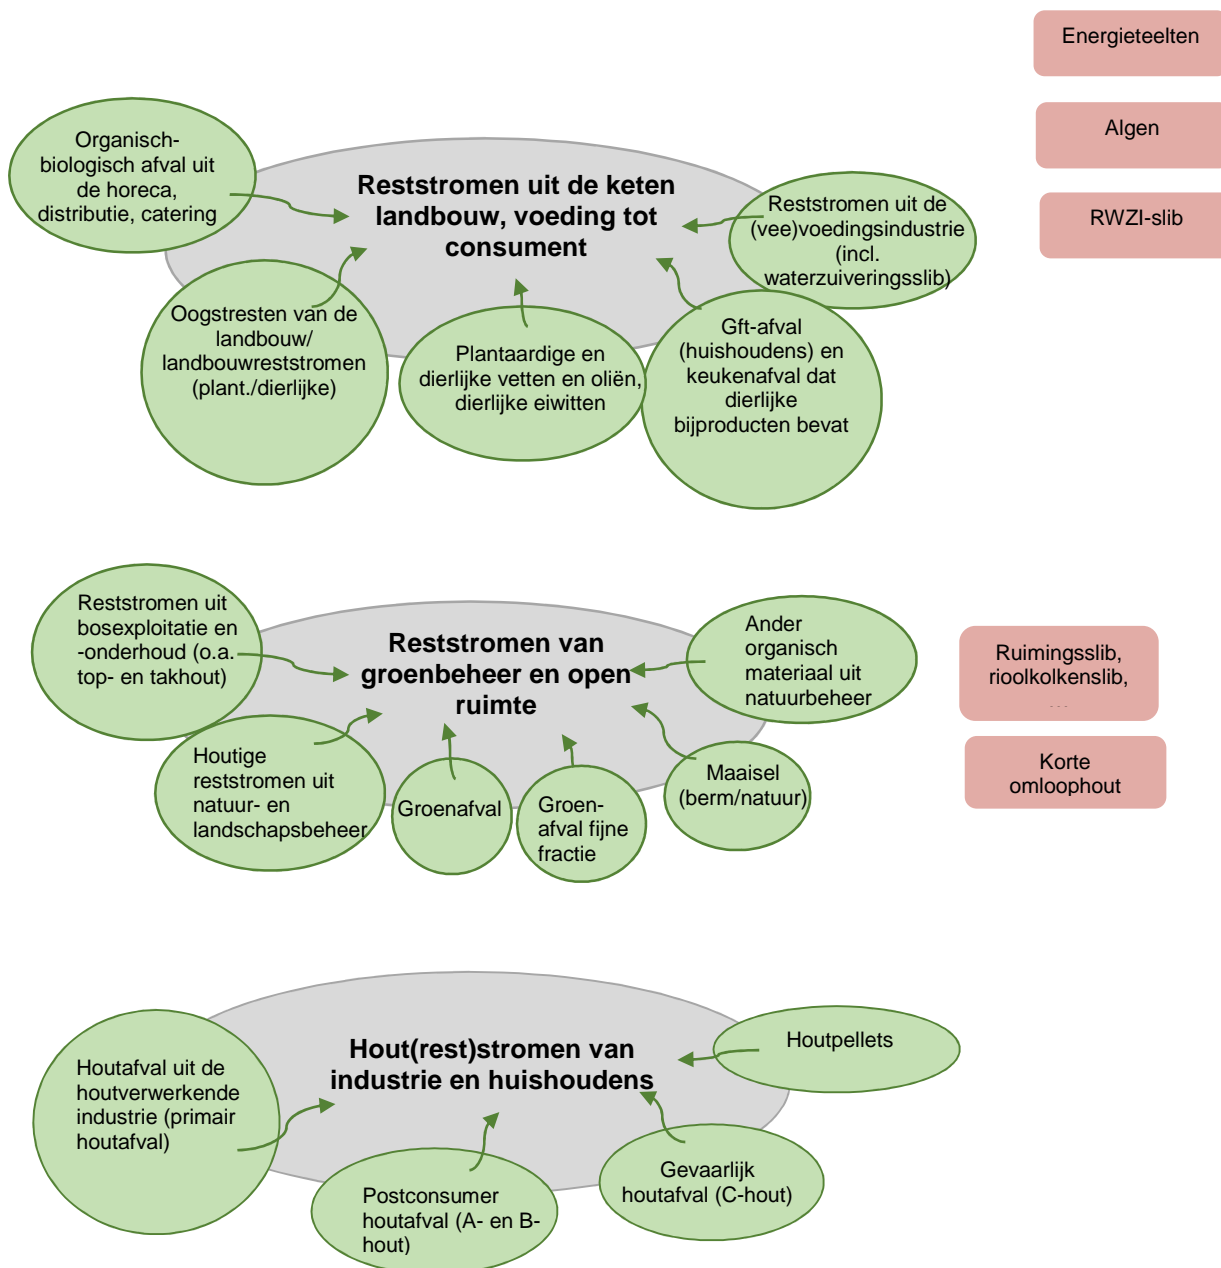 Energieteelten
Algen
RWZI-slib
Organisch-
biologisch afval uit
de horeca,
distributie, catering
Reststromen uit de keten
landbouw, voeding tot
consument
Reststromen uit de
(vee)voedingsindustrie
(incl.
waterzuiveringsslib)
Oogstresten van de
landbouw/
landbouwreststromen
(plant./dierlijke)
Plantaardige en
dierlijke vetten en oliën,
dierlijke eiwitten
Gft-afval
(huishoudens) en
keukenafval dat
dierlijke
bijproducten bevat
Reststromen uit
bosexploitatie en
-onderhoud (o.a.
top- en takhout)
Reststromen van
groenbeheer en open
ruimte
Ander
organisch
materiaal uit
natuurbeheer
Ruimingsslib,
rioolkolkenslib,
...
Houtige
reststromen uit
natuur- en
landschapsbeheer
Groenafval
Groen-
afval fijne
fractie
Maaisel
(berm/natuur)
Korte
omloophout
Houtafval uit de
houtverwerkende
industrie (primair
houtafval)
Hout(rest)stromen van
industrie en huishoudens
Houtpellets
Postconsumer
houtafval (A- en B-
hout)
Gevaarlijk
houtafval (C-hout)